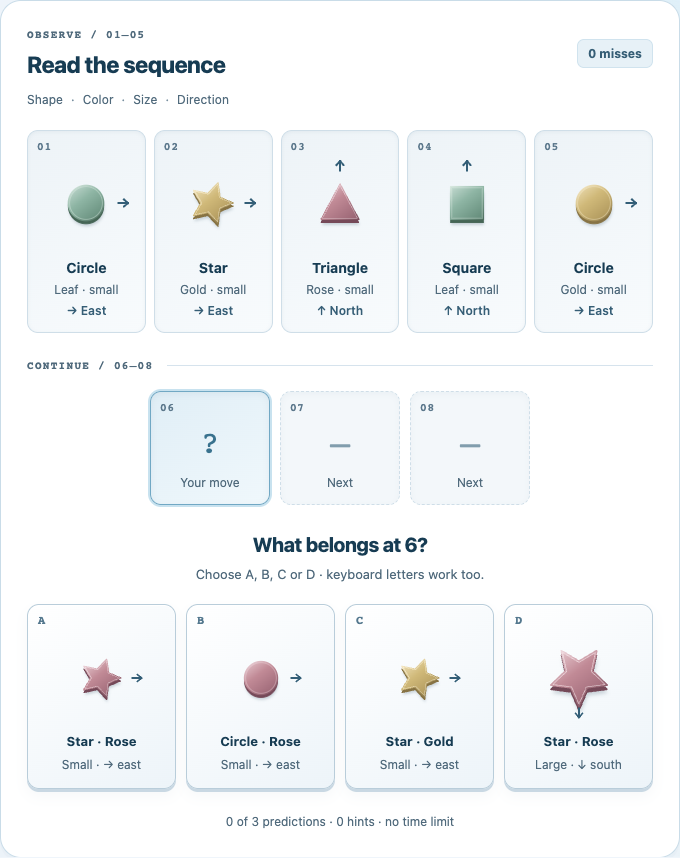 OBSERVE / 01—05
Read the sequence
0 misses
Shape · Color · Size · Direction
01
02
03
04
05
↑
↑
→
→
→
Circle
Star
Triangle
Square
Circle
Leaf · small
Gold · small
Rose · small
Leaf · small
Gold · small
→ East
→ East
↑ North
↑ North
→ East
CONTINUE / 06—08
06
07
08
?
—
—
Your move
Next
Next
What belongs at 6?
Choose A, B, C or D · keyboard letters work too.
A
B
C
D
→
→
→
↓
Star · Rose
Circle · Rose
Star · Gold
Star · Rose
Small · → east
Small · → east
Small · → east
Large · ↓ south
0 of 3 predictions · 0 hints · no time limit